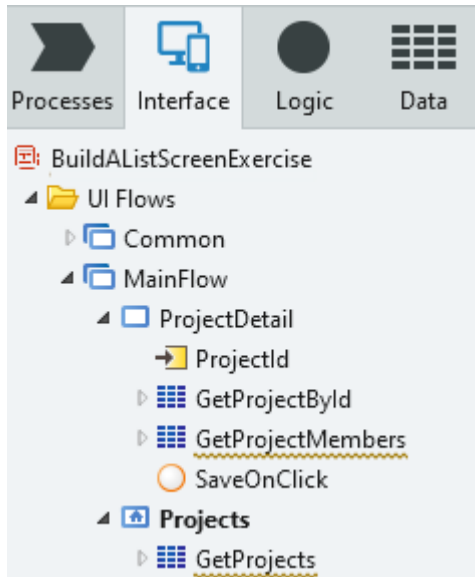 Processes Interface Logic Data
BuildAListScreenExercise
UI Flows
Common
MainFlow
ProjectDetail
ProjectId
GetProjectById
GetProjectMembers
SaveOnClick
Projects
GetProjects